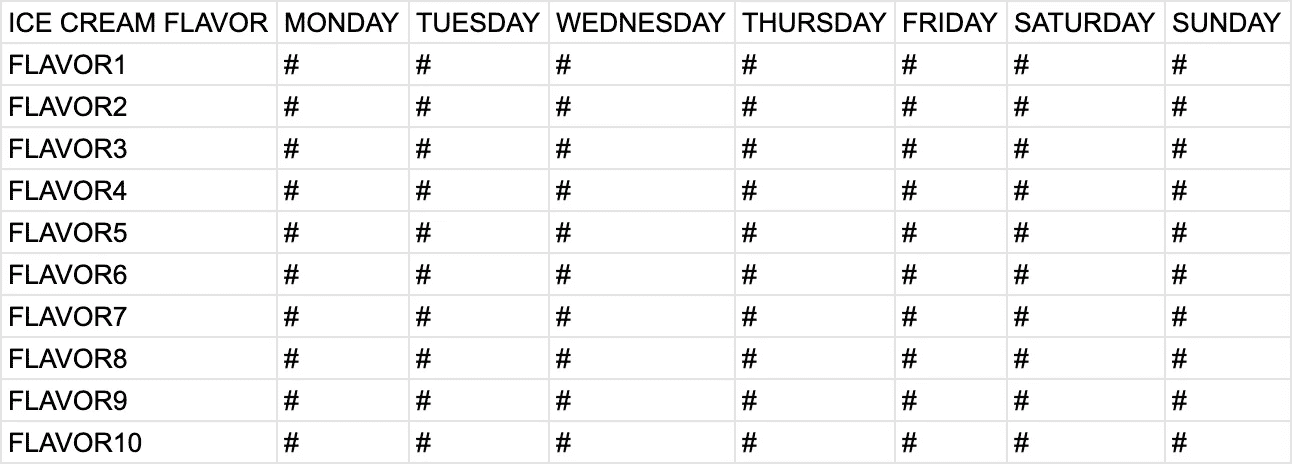 ICE CREAM FLAVOR MONDAY TUESDAY WEDNESDAY THURSDAY FRIDAY SATURDAY SUNDAY
FLAVOR1 # # # # # # #
FLAVOR2 # # # # # # #
FLAVOR3 # # # # # # #
FLAVOR4 # # # # # # #
FLAVOR5 # # # # # # #
FLAVOR6 # # # # # # #
FLAVOR7 # # # # # # #
FLAVOR8 # # # # # # #
FLAVOR9 # # # # # # #
FLAVOR10 # # # # # # #